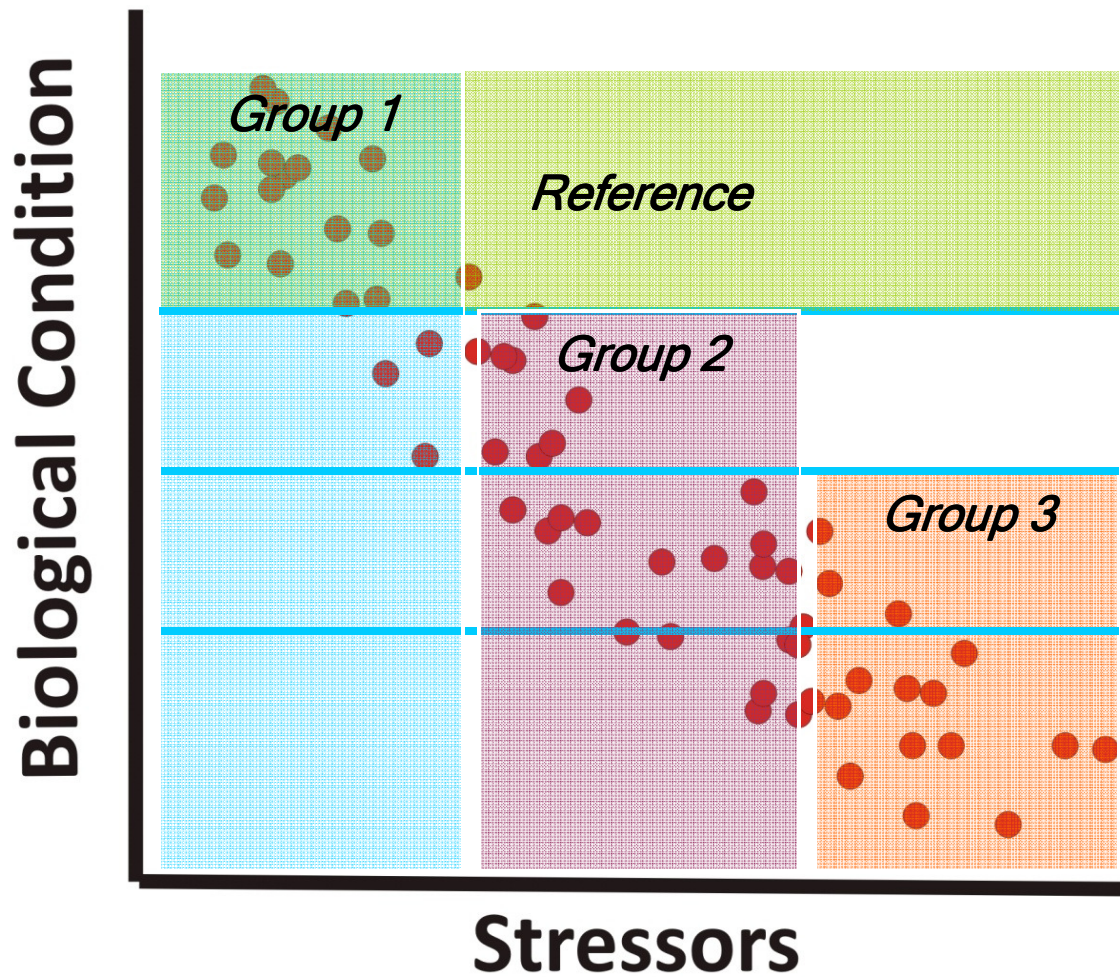 Biological Condition
Group 1
Reference
Group 2
Group 3
Stressors